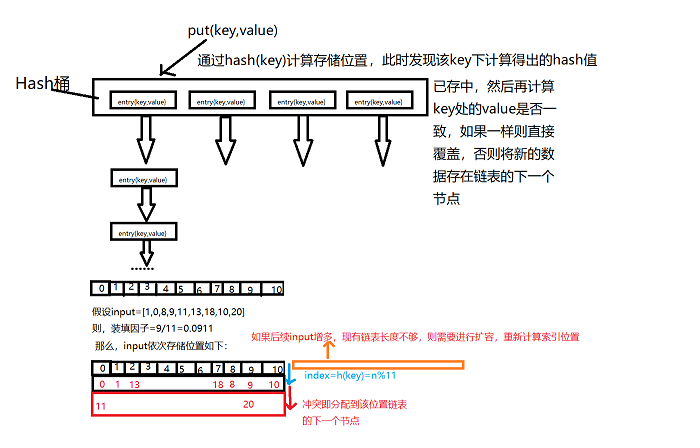 put(key,value)
通过hash(key)计算存储位置，此时发现该key下计算得出的hash值
Hash桶
已存中，然后再计算
key处的value是否一
致，如果一样则直接
覆盖，否则将新的数
据存在链表的下一个
节点
entry(key,value)
entry(key,value)
entry(key,value)
entry(key,value)
entry(key,value)
entry(key,value)
......
0 1 2 3 4 5 6 7 8 9 10
假设input=[1,0,8,9,11,13,18,10,20]
则，装填因子=9/11=0.0911
那么，input依次存储位置如下：
如果后续input增多，现有链表长度不够，则需要进行扩容，重新计算索引位置
0 1 2 3 4 5 6 7 8 9 10
index=h(key)=n%11
0 1 13 18 8 9 10
11 20
冲突即分配到该位置链表
的下一个节点